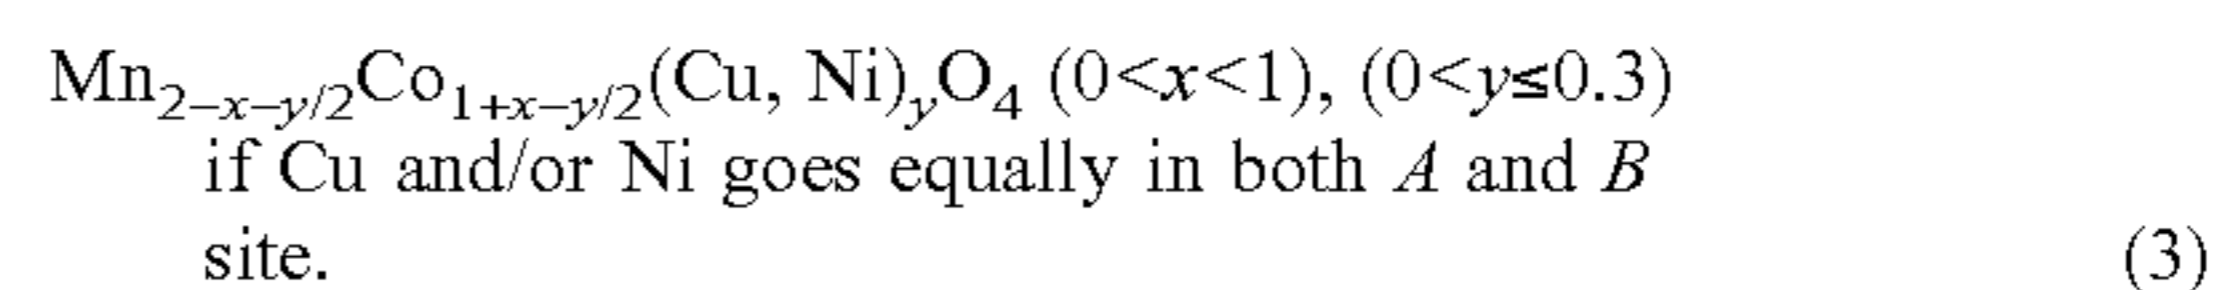 Mn₂₋ₓ₋y/₂Co₁₊ₓ₋y/₂(Cu, Ni)yO₄ (0<x<1), (0<y≤0.3)
if Cu and/or Ni goes equally in both A and B
site. (3)